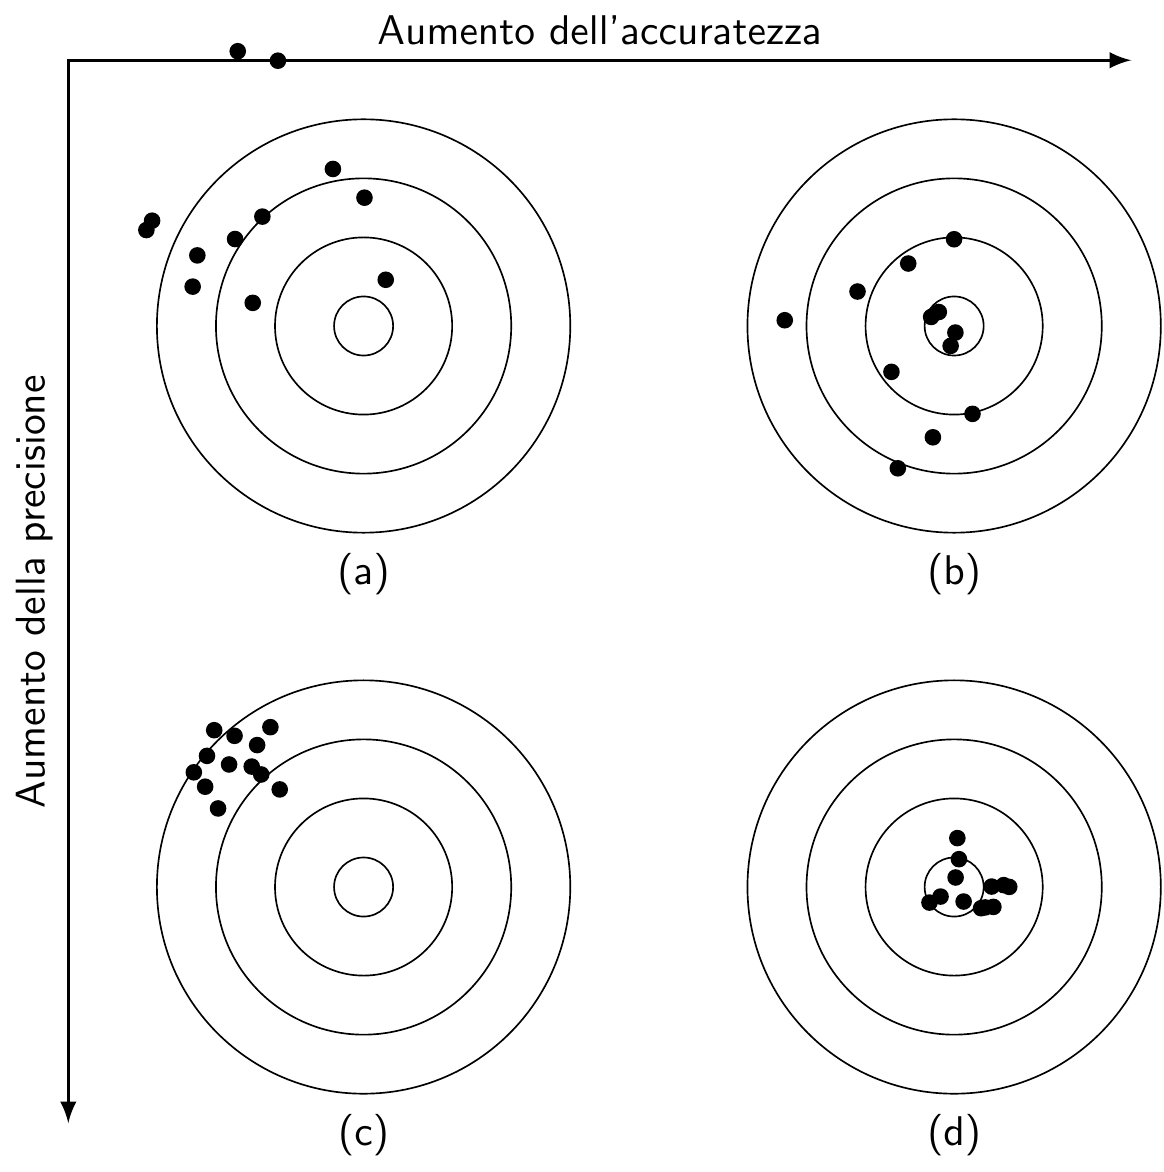 Aumento dell'accuratezza
Aumento della precisione
(a)
(b)
(c)
(d)